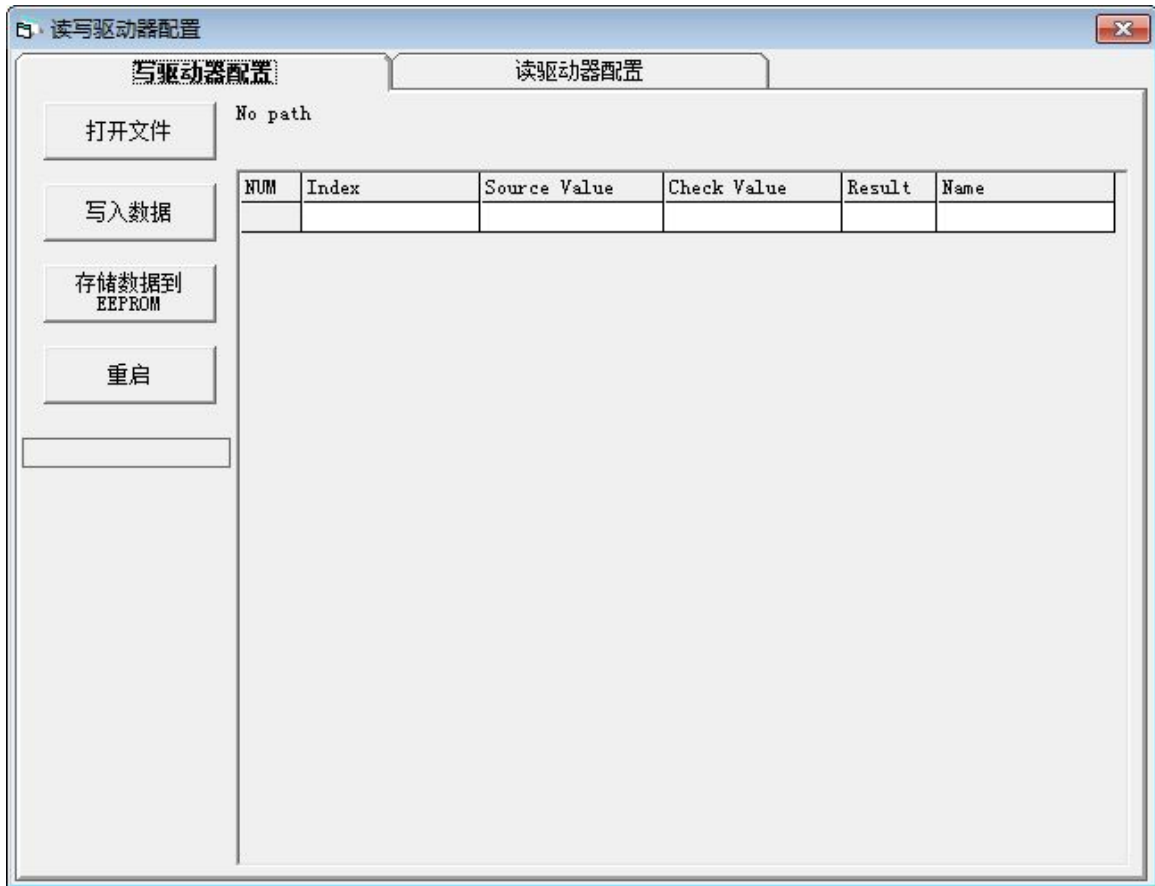 读写驱动器配置
写驱动器配置
读驱动器配置
打开文件
No path
写入数据
NUM Index Source Value Check Value Result Name
存储数据到
EEPROM
重启